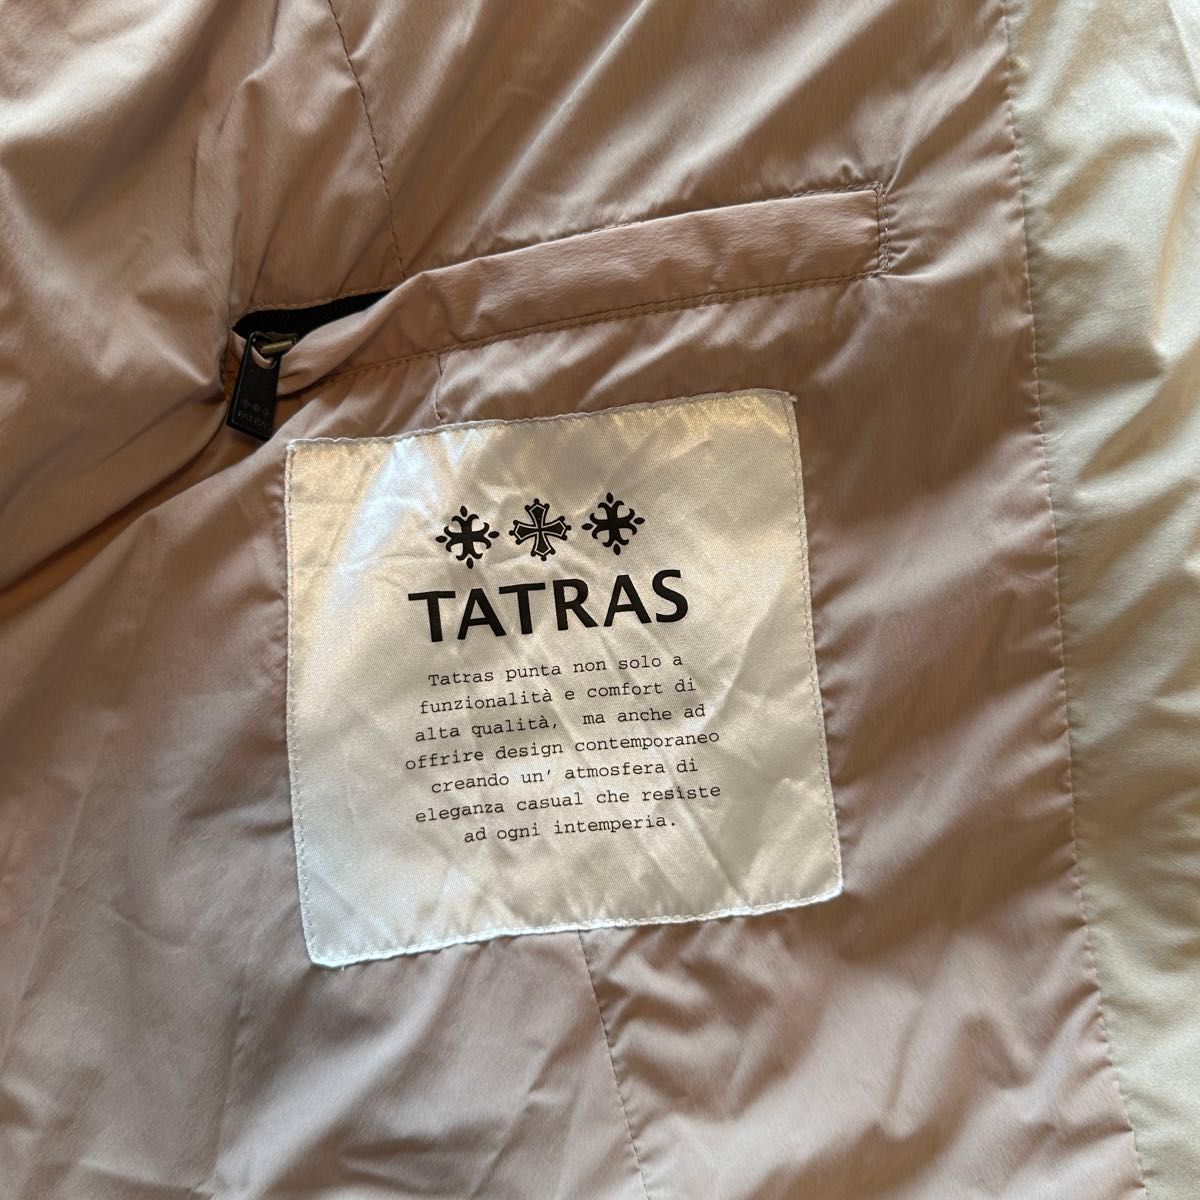 TATRAS
TATRAS
Tatras punta non solo a
funzionalità e comfort di
alta qualità, ma anche ad
offrire design contemporaneo
creando un' atmosfera di
eleganza casual che resiste
ad ogni intemperia.